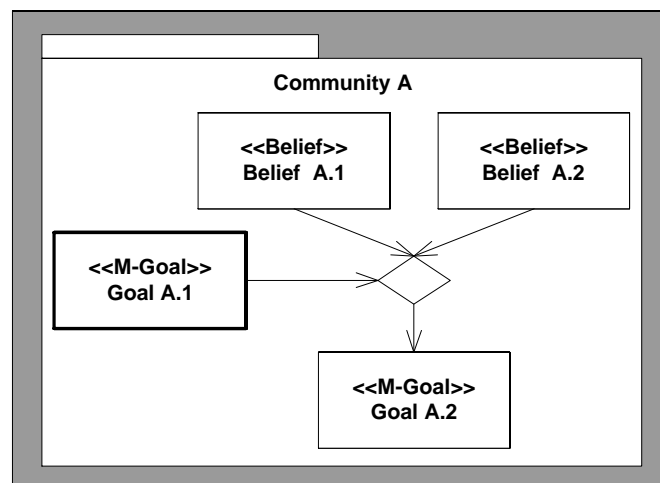 Community A
<<Belief>>
Belief A.1
<<Belief>>
Belief A.2
<<M-Goal>>
Goal A.1
<<M-Goal>>
Goal A.2